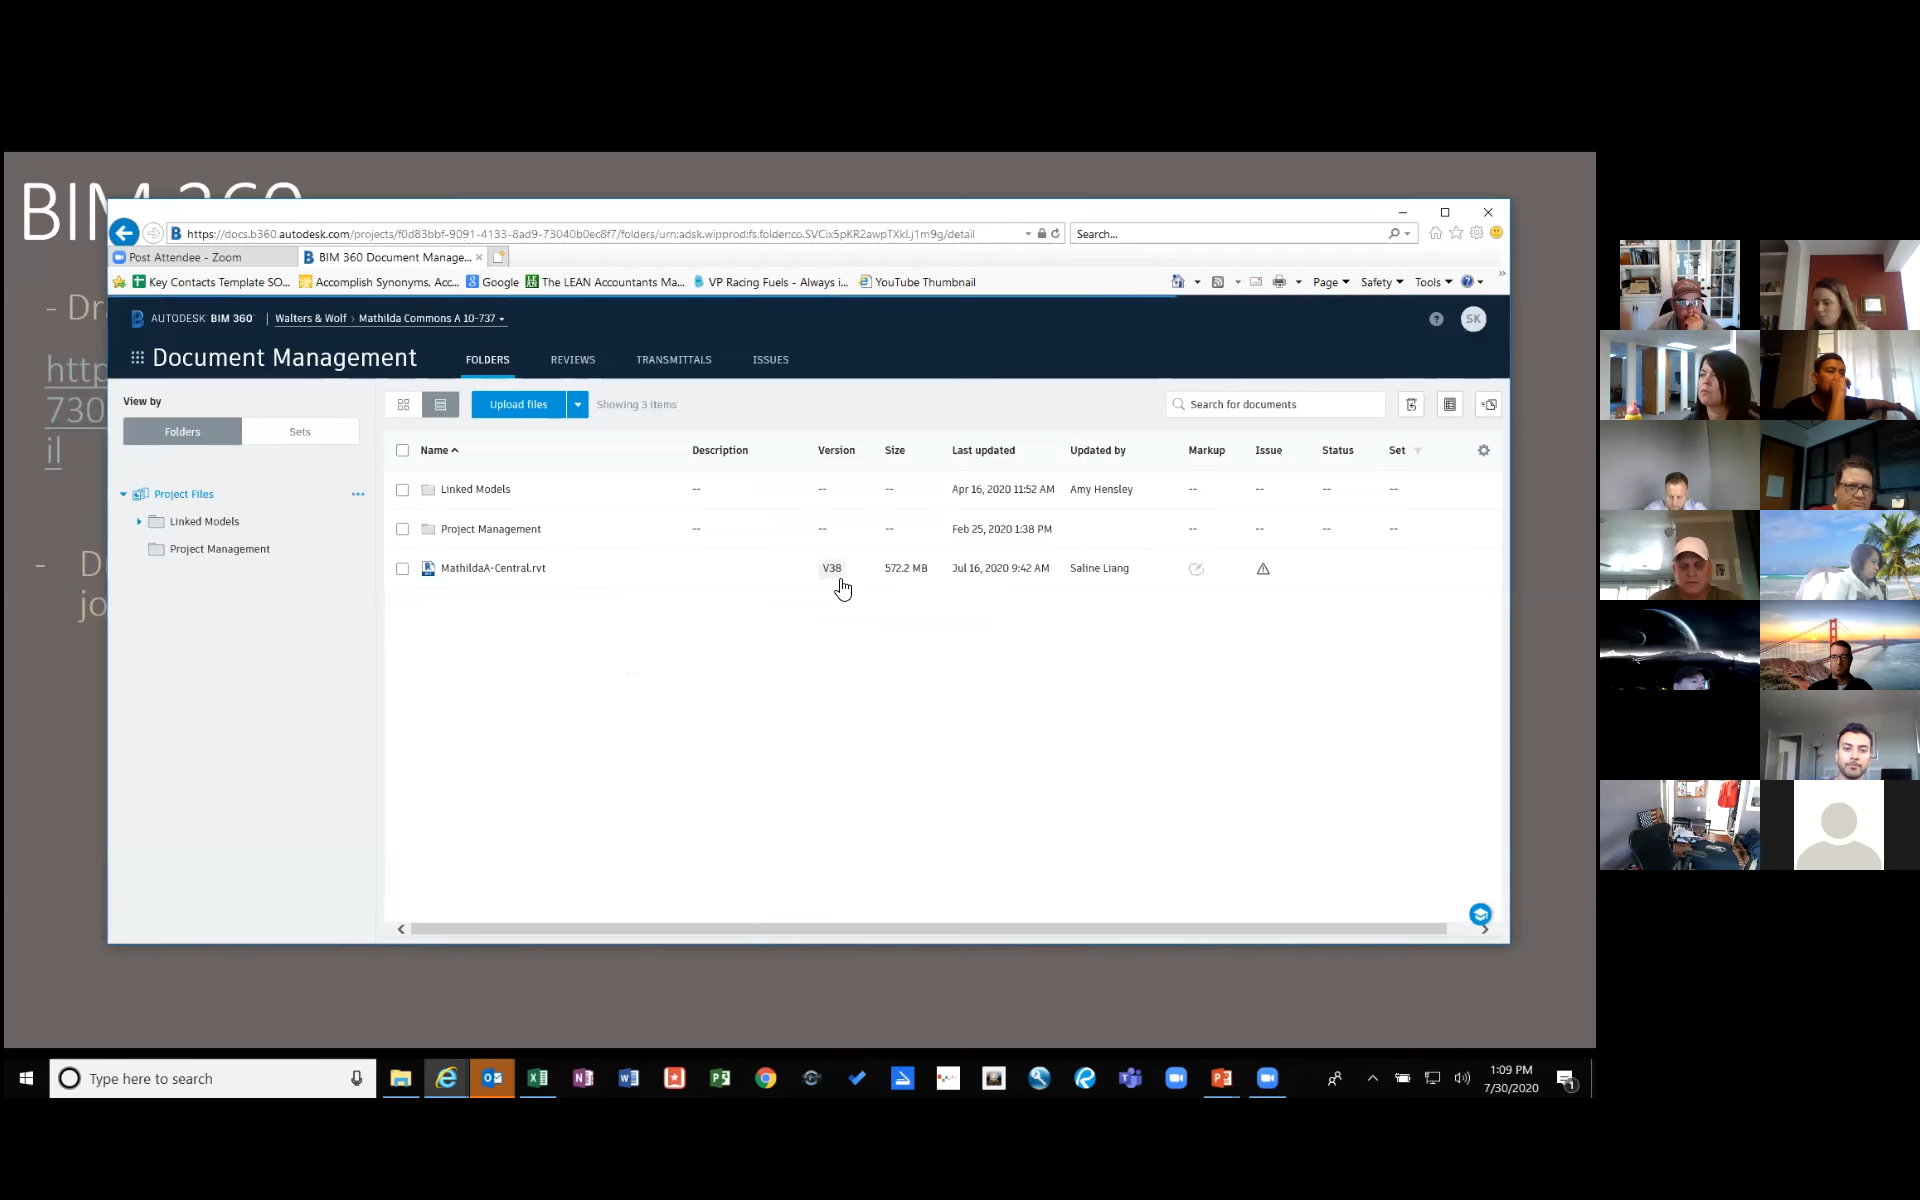 BIM 360
- Dr
http
730
il
- D
jo
https://docs.b360.autodesk.com/projects/f0d83bbf-9091-4133-8ad9-73040b0ec8f7/folders/urn:adsk.wipprod:fs.folder:co.SVCix5pKR2awpTXkLj1m9g/detail
Search...
Post Attendee - Zoom
BIM 360 Document Manage...
Key Contacts Template SO... Accomplish Synonyms, Acc... Google The LEAN Accountants Ma... VP Racing Fuels - Always i... YouTube Thumbnail Page Safety Tools
AUTODESK BIM 360 | Walters & Wolf > Mathilda Commons A 10-737 SK
Document Management FOLDERS REVIEWS TRANSMITTALS ISSUES
View by
Folders Sets
Project Files ...
Linked Models
Project Management
Upload files Showing 3 items Search for documents
Name Description Version Size Last updated Updated by Markup Issue Status Set
Linked Models -- -- -- Apr 16, 2020 11:52 AM Amy Hensley -- -- -- --
Project Management -- -- -- Feb 25, 2020 1:38 PM -- -- -- --
MathildaA-Central.rvt V38 572.2 MB Jul 16, 2020 9:42 AM Saline Liang
Type here to search
1:09 PM
7/30/2020
1